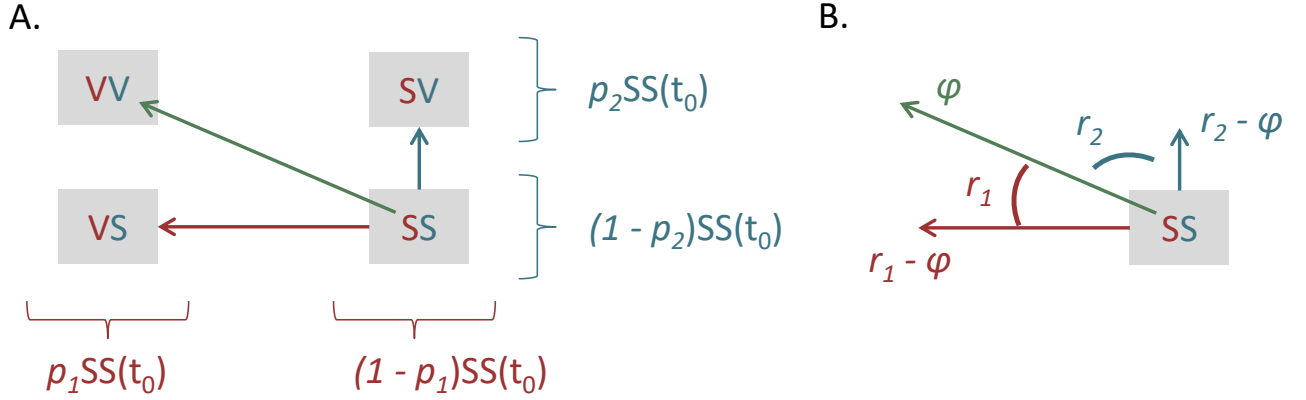 A.
VV
SV
p₂SS(t₀)
VS
SS
(1 - p₂)SS(t₀)
p₁SS(t₀)
(1 - p₁)SS(t₀)
B.
φ
r₂
r₂ - φ
r₁
SS
r₁ - φ